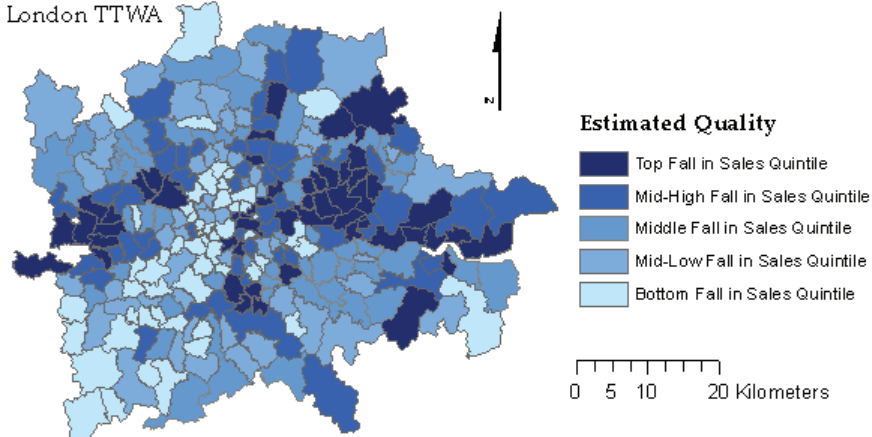 London TTWA
z
Estimated Quality
Top Fall in Sales Quintile
Mid-High Fall in Sales Quintile
Middle Fall in Sales Quintile
Mid-Low Fall in Sales Quintile
Bottom Fall in Sales Quintile
0 5 10 20 Kilometers